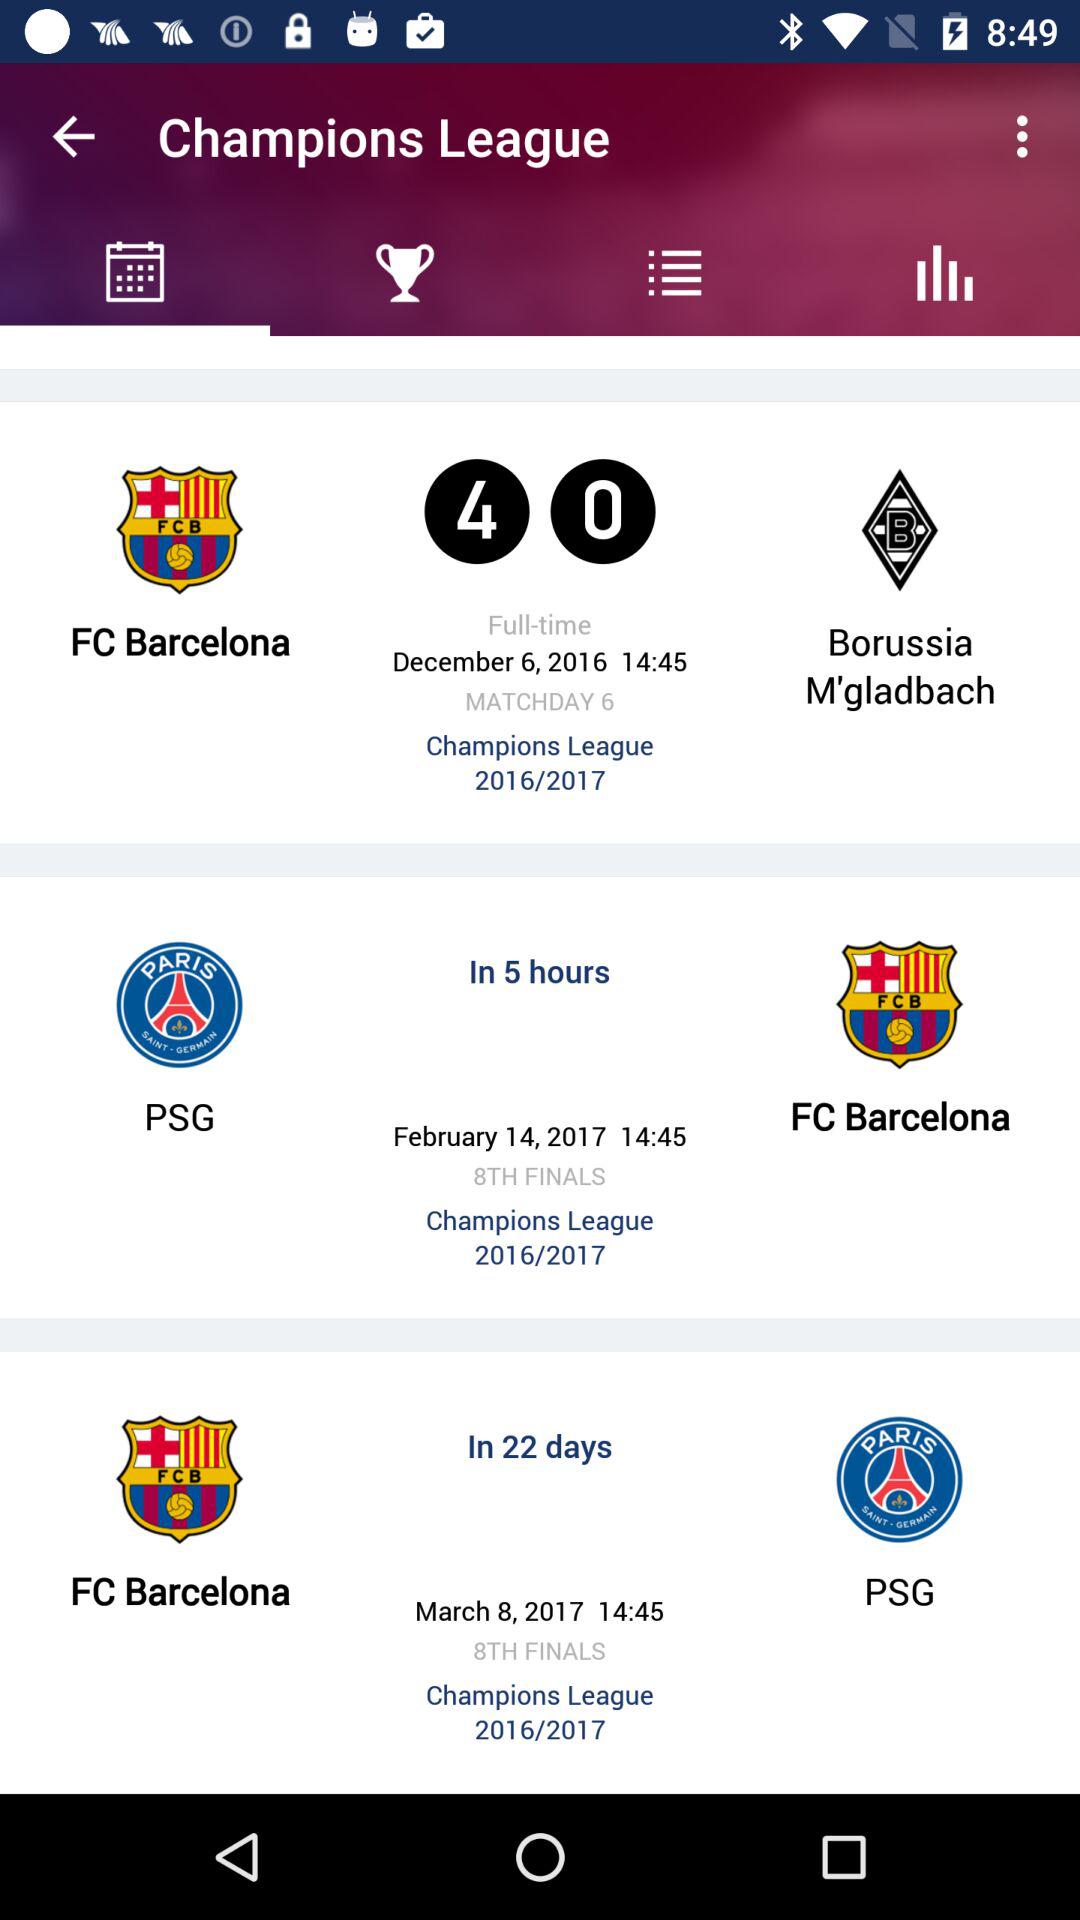 8:49
Champions League
4 0
FCB
FC Barcelona
Full-time
December 6, 2016 14:45
MATCHDAY 6
Champions League
2016/2017
B
Borussia
M'gladbach
PARIS
SAINT-GERMAIN
PSG
In 5 hours
February 14, 2017 14:45
8TH FINALS
Champions League
2016/2017
FCB
FC Barcelona
FCB
FC Barcelona
In 22 days
March 8, 2017 14:45
8TH FINALS
Champions League
2016/2017
PARIS
SAINT-GERMAIN
PSG